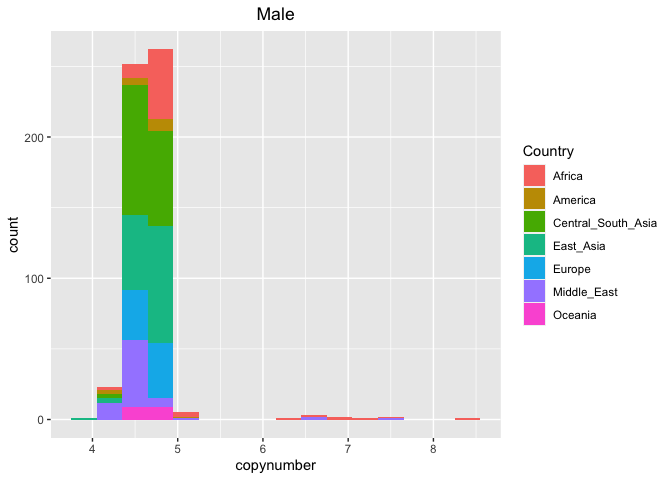 Male
count
200
100
0
4 5 6 7 8
copynumber
Country
Africa
America
Central_South_Asia
East_Asia
Europe
Middle_East
Oceania